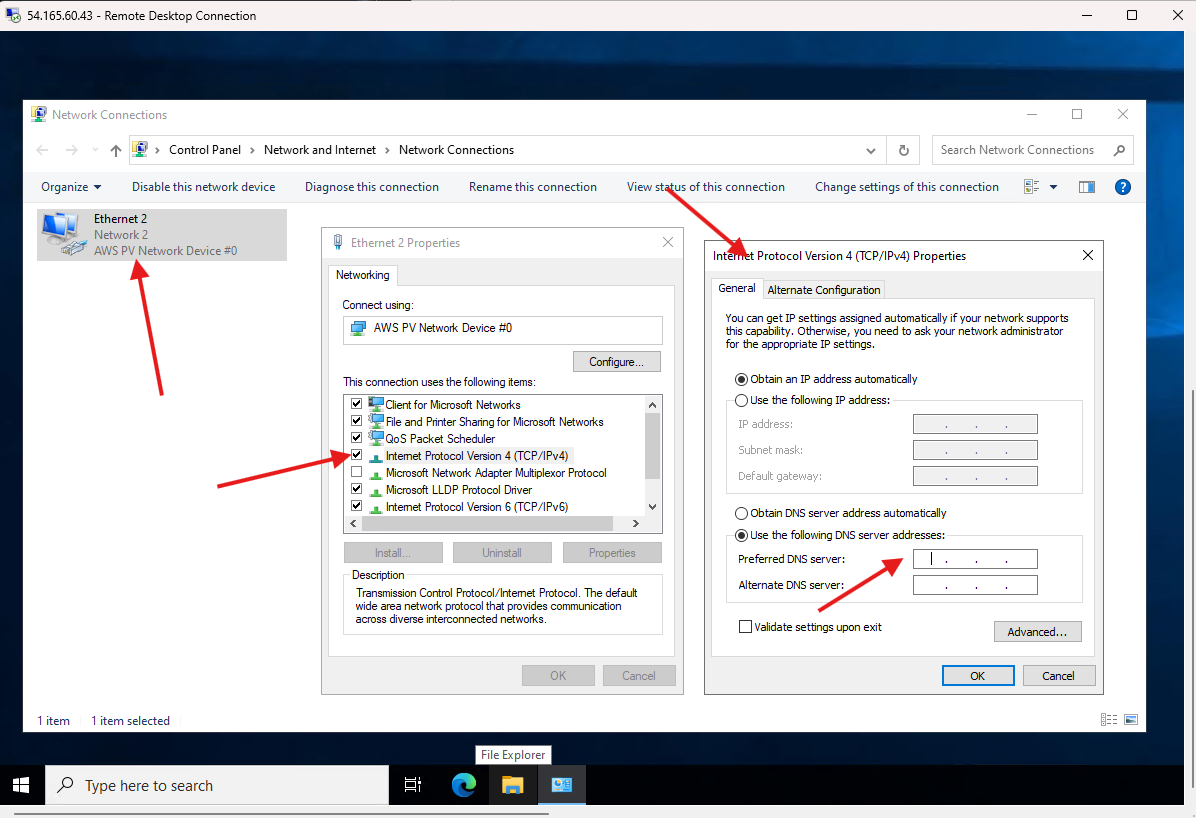 54.165.60.43 - Remote Desktop Connection
Network Connections
Control Panel > Network and Internet > Network Connections
Search Network Connections
Organize
Disable this network device
Diagnose this connection
Rename this connection
View status of this connection
Change settings of this connection
Ethernet 2
Network 2
AWS PV Network Device #0
Ethernet 2 Properties
Networking
Connect using:
AWS PV Network Device #0
Configure...
This connection uses the following items:
Client for Microsoft Networks
File and Printer Sharing for Microsoft Networks
QoS Packet Scheduler
Internet Protocol Version 4 (TCP/IPv4)
Microsoft Network Adapter Multiplexor Protocol
Microsoft LLDP Protocol Driver
Internet Protocol Version 6 (TCP/IPv6)
Install...
Uninstall
Properties
Description
Transmission Control Protocol/Internet Protocol. The default
wide area network protocol that provides communication
across diverse interconnected networks.
OK
Cancel
Internet Protocol Version 4 (TCP/IPv4) Properties
General
Alternate Configuration
You can get IP settings assigned automatically if your network supports
this capability. Otherwise, you need to ask your network administrator
for the appropriate IP settings.
Obtain an IP address automatically
Use the following IP address:
IP address:
Subnet mask:
Default gateway:
Obtain DNS server address automatically
Use the following DNS server addresses:
Preferred DNS server:
Alternate DNS server:
Validate settings upon exit
Advanced...
OK
Cancel
1 item
1 item selected
File Explorer
Type here to search